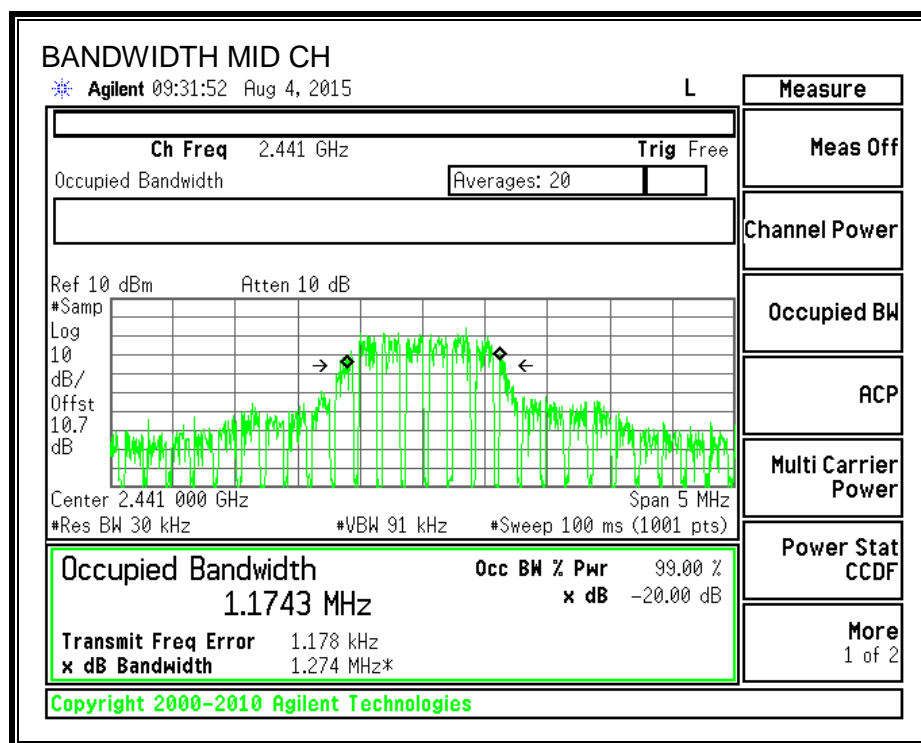 BANDWIDTH MID CH
Agilent 09:31:52 Aug 4, 2015 L
Measure
Ch Freq 2.441 GHz Trig Free
Meas Off
Occupied Bandwidth Averages: 20
Channel Power
Ref 10 dBm Atten 10 dB
#Samp
Log
10
dB/
Offst
10.7
dB
Occupied BW
ACP
Multi Carrier
Power
Center 2.441 000 GHz Span 5 MHz
#Res BW 30 kHz #VBW 91 kHz #Sweep 100 ms (1001 pts)
Occupied Bandwidth
1.1743 MHz
Occ BW % Pwr 99.00 %
x dB -20.00 dB
Transmit Freq Error 1.178 kHz
x dB Bandwidth 1.274 MHz*
Power Stat
CCDF
More
1 of 2
Copyright 2000-2010 Agilent Technologies